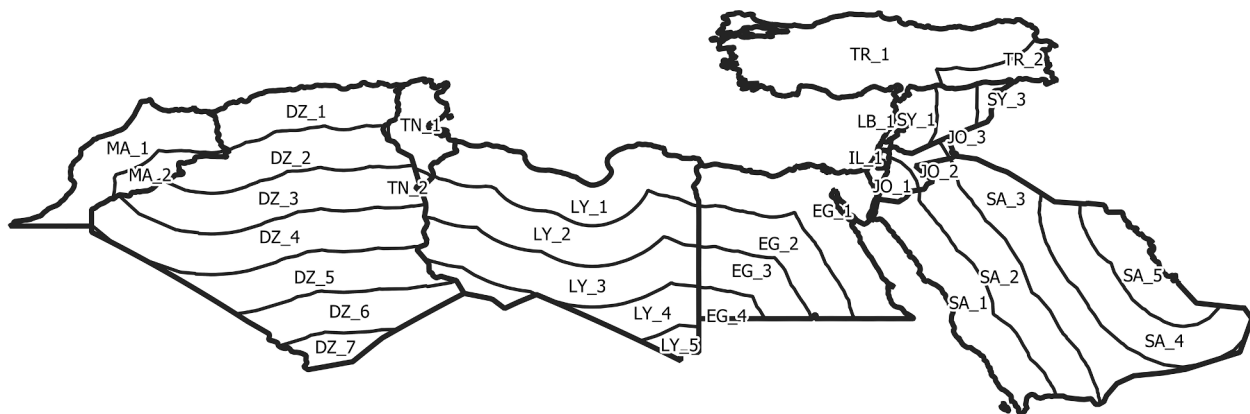 TR_1
TR_2
DZ_1
SY_3
TN_1
LB_1
SY_1
JO_3
MA_1
DZ_2
IL_1
MA_2
JO_2
TN_2
JO_1
DZ_3
SA_3
LY_1
EG_1
LY_2
DZ_4
EG_2
EG_3
DZ_5
SA_2
SA_5
LY_3
SA_1
DZ_6
LY_4
EG_4
DZ_7
LY_5
SA_4